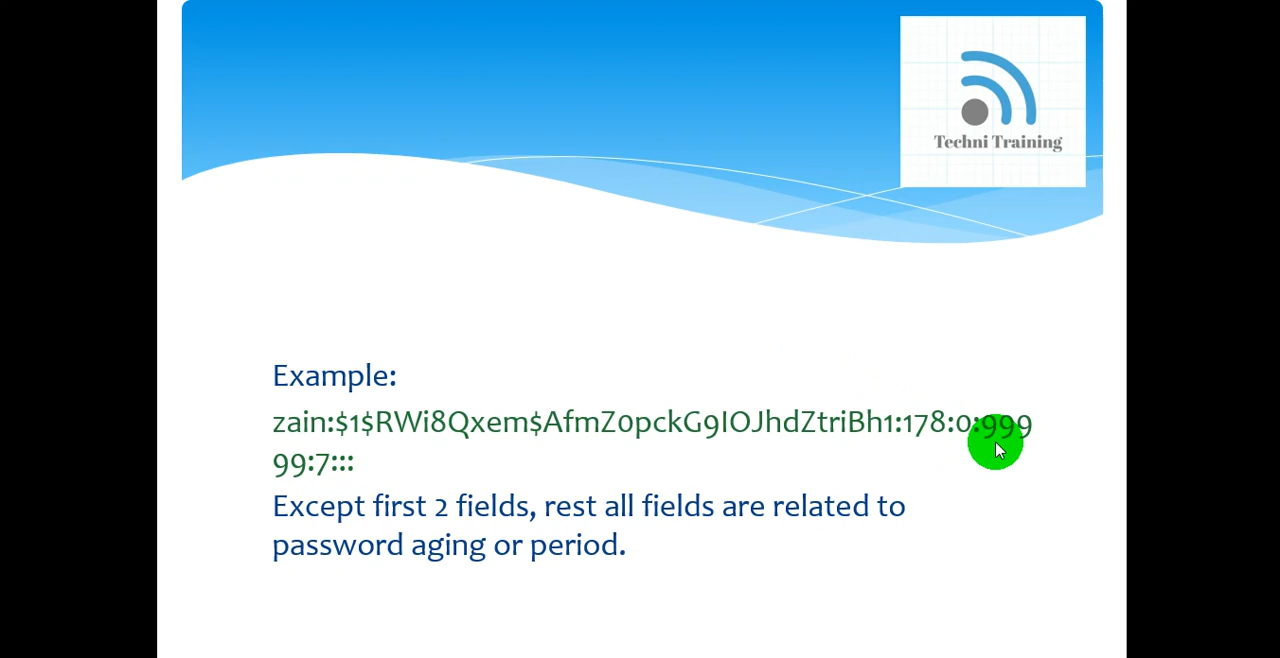 Techni Training
Example:
zain:$1$RWi8Qxem$AfmZ0pckG9IOJhdZtriBh1:178:0:999
99:7:::
Except first 2 fields, rest all fields are related to
password aging or period.